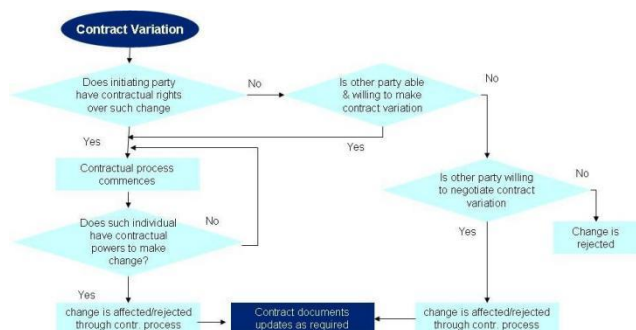 Contract Variation
Does initiating party
have contractual rights
over such change
No
Is other party able
& willing to make
contract variation
No
Yes
Yes
Contractual process
commences
Is other party willing
to negotiate contract
variation
No
Does such individual
have contractual
powers to make
change?
No
Yes
Change is
rejected
Yes
change is affected/rejected
through contr. process
Contract documents
updates as required
change is affected/rejected
through contr. process